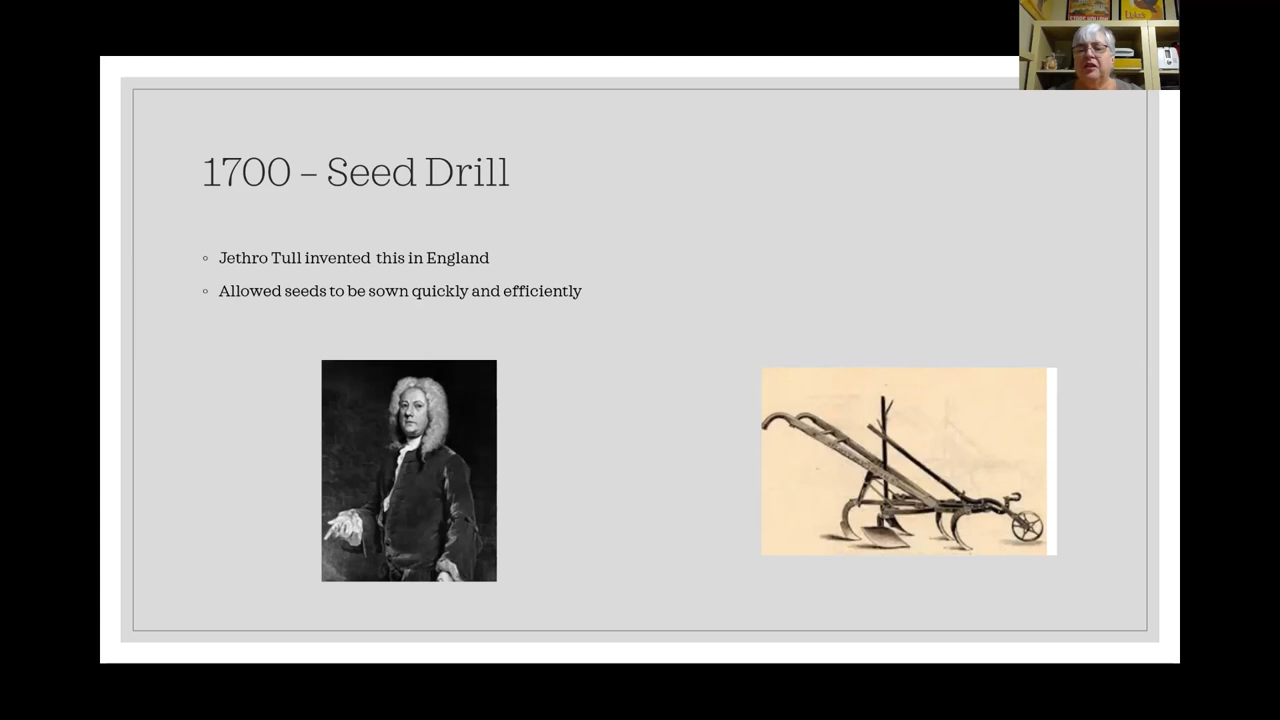 1700 – Seed Drill
Jethro Tull invented this in England
Allowed seeds to be sown quickly and efficiently